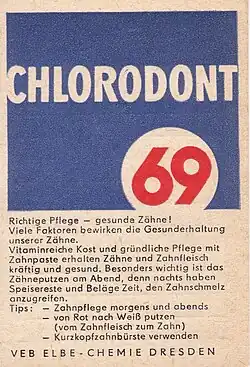 CHLORODONT
69
Richtige Pflege – gesunde Zähne!
Viele Faktoren bewirken die Gesunderhaltung
unserer Zähne.
Vitaminreiche Kost und gründliche Pflege mit
Zahnpaste erhalten Zähne und Zahnfleisch
kräftig und gesund. Besonders wichtig ist das
Zähneputzen am Abend, denn nachts haben
Speisereste und Beläge Zeit, den Zahnschmelz
anzugreifen.
Tips: – Zahnpflege morgens und abends
– von Rot nach Weiß putzen
(vom Zahnfleisch zum Zahn)
– Kurzkopfzahnbürste verwenden
VEB ELBE-CHEMIE DRESDEN